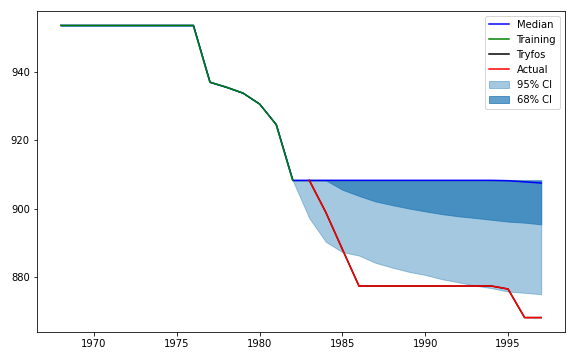 Median
Training
Tryfos
Actual
95% CI
68% CI
940
920
900
880
1970 1975 1980 1985 1990 1995